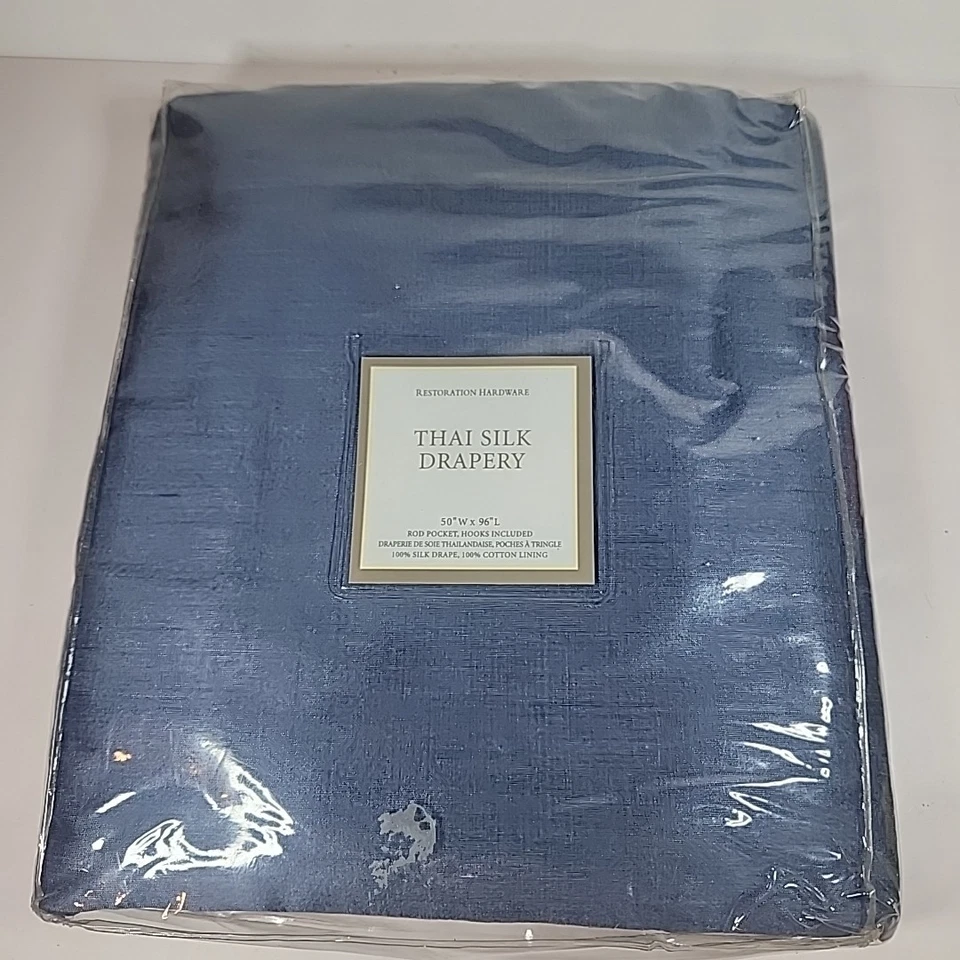 RESTORATION HARDWARE
THAI SILK
DRAPERY
50"W x 96"L
ROD POCKET, HOOKS INCLUDED
DRAPERIE DE SOIE THAILANDAISE, POCHES À TRINGLE
100% SILK DRAPE, 100% COTTON LINING